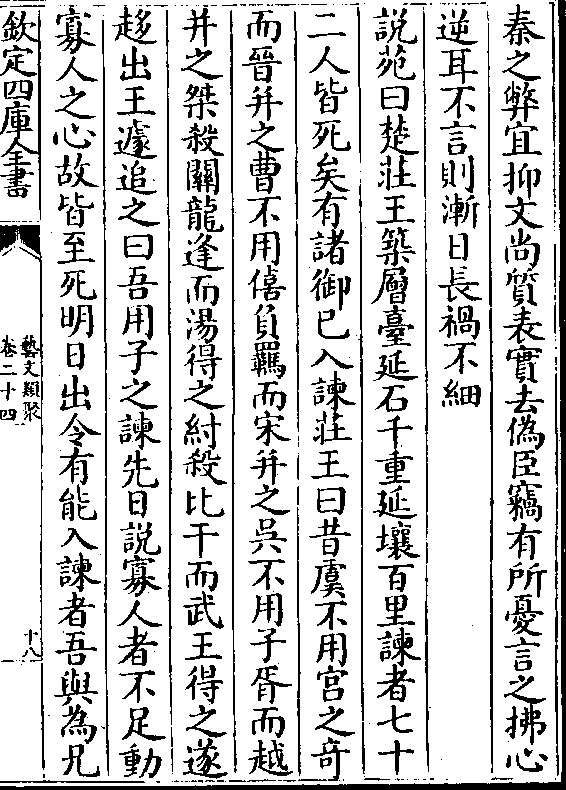 秦之弊宜抑文尚質表實去偽臣竊有所憂言之拂心
逆耳不言則漸日長禍不細
説苑曰楚莊王築層臺延石千重延壤百里諫者七十
二人皆死矣有諸御已入諫莊王曰昔虞不用宮之奇
而晉并之曹不用僖負羈而宋并之吳不用子胥而越
并之桀殺關龍逢而湯得之紂殺比干而武王得之遂
趍出王遽追之曰吾用子之諫先日説寡人者不足動
寡人之心故皆至死明日出令有能入諫者吾與為兄
欽定四庫全書
藝文類聚
卷二十四
十八